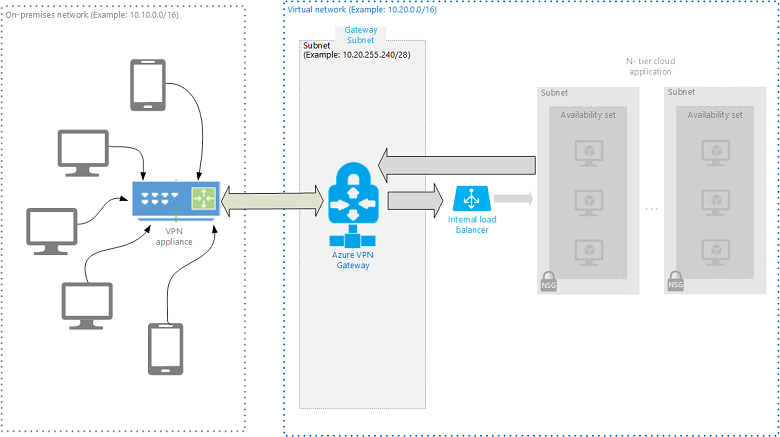 On-premises network (Example: 10.10.0.0/16)
VPN
appliance
Virtual network (Example: 10.20.0.0/16)
Gateway
Subnet
Subnet
(Example: 10.20.255.240/28)
Azure VPN
Gateway
Internal load
balancer
N- tier cloud
application
Subnet
Availability set
NSG
...
Subnet
Availability set
NSG